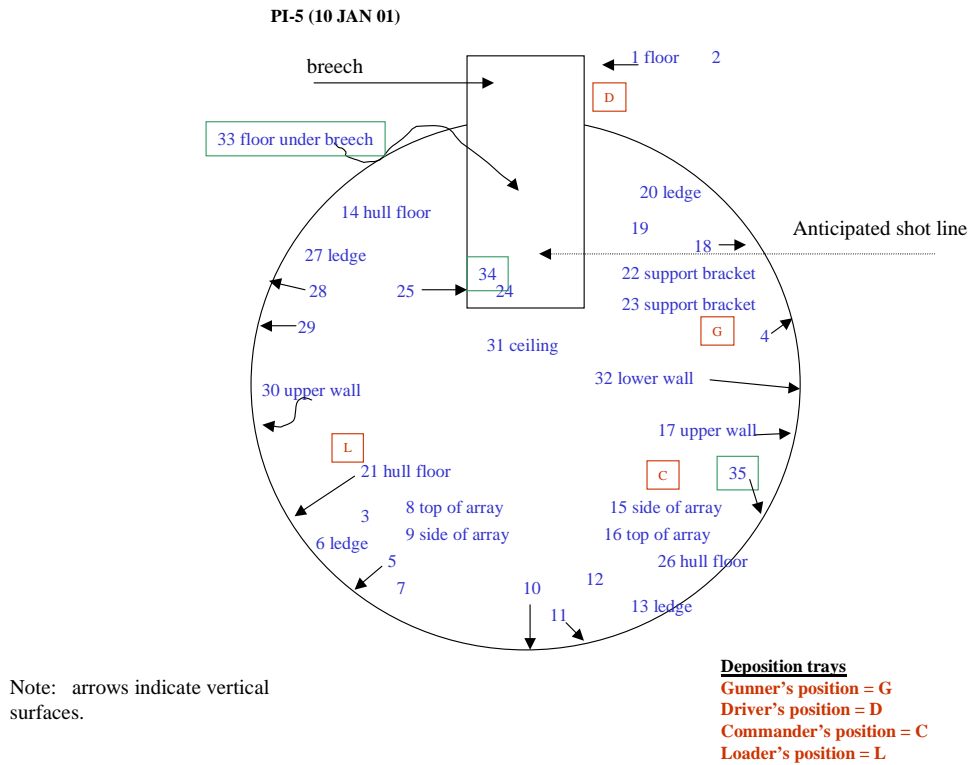 PI-5 (10 JAN 01)
breech
1 floor
2
D
33 floor under breech
20 ledge
14 hull floor
19
Anticipated shot line
18
27 ledge
34
22 support bracket
28
25
24
23 support bracket
29
G
4
31 ceiling
32 lower wall
30 upper wall
17 upper wall
L
21 hull floor
C
35
3
8 top of array
15 side of array
6 ledge
9 side of array
16 top of array
5
26 hull floor
7
10
12
11
13 ledge
Note: arrows indicate vertical
surfaces.
Deposition trays
Gunner's position = G
Driver's position = D
Commander's position = C
Loader's position = L